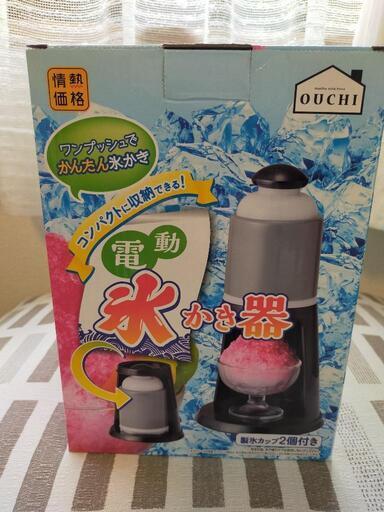 情熱
価格
OUCHI
ワンプッシュで
かんたん氷かき
コンパクトに収納できる!
電動
氷かき器
製氷カップ2個付き